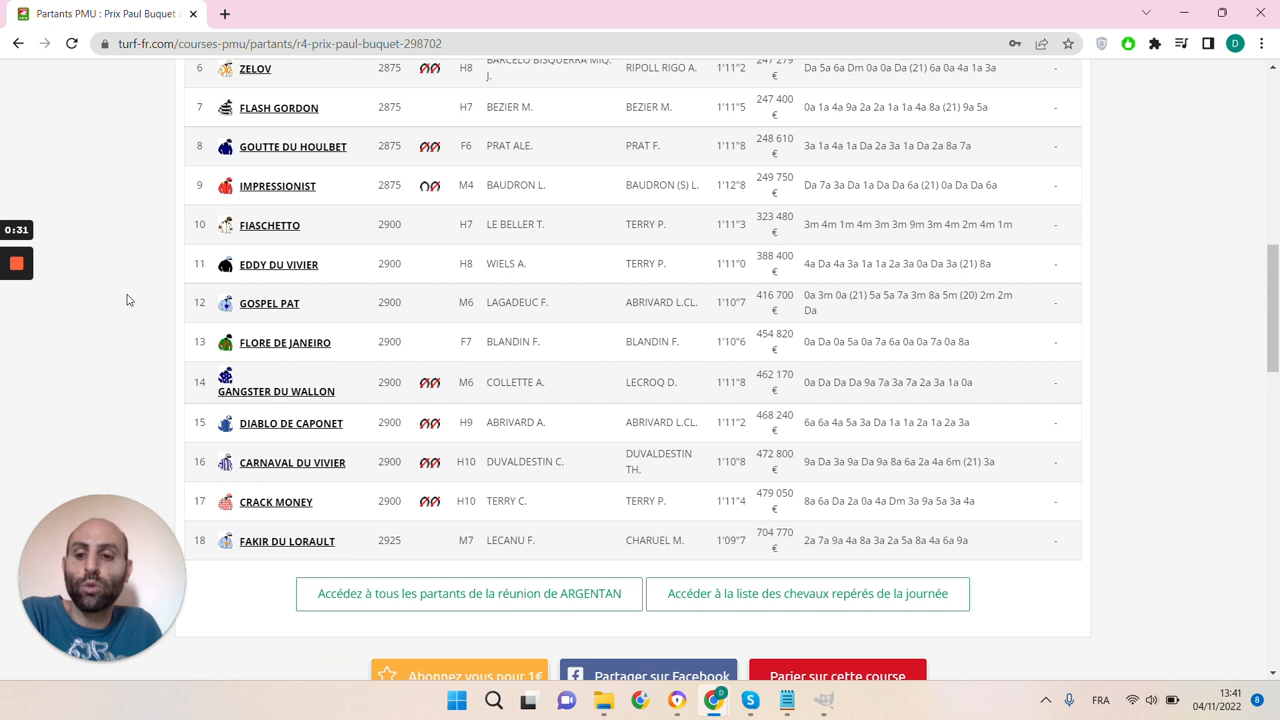 Partants PMU : Prix Paul Buquet
turf-fr.com/courses-pmu/partants/r4-prix-paul-buquet-298702
D
6 ZELOV 2875 H8 BARCELO BISQUERRA MIQ. J. RIPOLL RIGO A. 1'11"2 247 279 € Da 5a 6a Dm 0a 0a Da (21) 6a 0a 4a 1a 3a -
7 FLASH GORDON 2875 H7 BEZIER M. BEZIER M. 1'11"5 247 400 € 0a 1a 4a 9a 2a 2a 1a 1a 4a 8a (21) 9a 5a -
8 GOUTTE DU HOULBET 2875 F6 PRAT ALE. PRAT F. 1'11"8 248 610 € 3a 1a 4a 1a Da 2a 3a 1a Da 2a 8a 7a -
9 IMPRESSIONIST 2875 M4 BAUDRON L. BAUDRON (S) L. 1'12"8 249 750 € Da 7a 3a Da 1a Da Da 6a (21) 0a Da Da 6a -
10 FIASCHETTO 2900 H7 LE BELLER T. TERRY P. 1'11"3 323 480 € 3m 4m 1m 4m 3m 3m 9m 3m 4m 2m 4m 1m -
11 EDDY DU VIVIER 2900 H8 WIELS A. TERRY P. 1'11"0 388 400 € 4a Da 4a 3a 1a 1a 2a 3a 0a Da 3a (21) 8a -
12 GOSPEL PAT 2900 M6 LAGADEUC F. ABRIVARD L.CL. 1'10"7 416 700 € 0a 3m 0a (21) 5a 5a 7a 3m 8a 5m (20) 2m 2m Da -
13 FLORE DE JANEIRO 2900 F7 BLANDIN F. BLANDIN F. 1'10"6 454 820 € 0a Da 0a 5a 0a 7a 6a 0a 0a 7a 0a 8a -
14 GANGSTER DU WALLON 2900 M6 COLLETTE A. LECROQ D. 1'11"8 462 170 € 0a Da Da Da 9a 7a 3a 7a 2a 3a 1a 0a -
15 DIABLO DE CAPONET 2900 H9 ABRIVARD A. ABRIVARD L.CL. 1'11"2 468 240 € 6a 6a 4a 5a 3a Da 1a 1a 2a 1a 2a 3a -
16 CARNAVAL DU VIVIER 2900 H10 DUVALDESTIN C. DUVALDESTIN TH. 1'10"8 472 800 € 9a Da 3a 9a Da 9a 8a 6a 2a 4a 6m (21) 3a -
17 CRACK MONEY 2900 H10 TERRY C. TERRY P. 1'11"4 479 050 € 8a 6a Da 2a 0a 4a Dm 3a 9a 5a 3a 4a -
18 FAKIR DU LORAULT 2925 M7 LECANU F. CHARUEL M. 1'09"7 704 770 € 2a 7a 9a 4a 8a 3a 2a 5a 8a 4a 6a 9a -
0:31
Accédez à tous les partants de la réunion de ARGENTAN
Accéder à la liste des chevaux repérés de la journée
Abonnez vous pour 1€
Partager sur Facebook
Parier sur cette course
FRA
13:41
04/11/2022
8